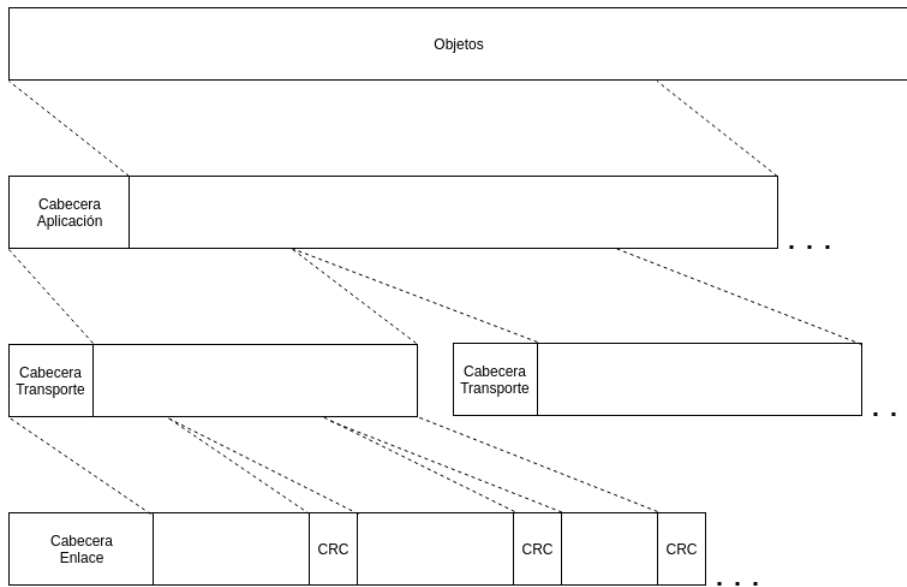 Objetos
Cabecera
Aplicación
. . .
Cabecera
Transporte
Cabecera
Transporte
. .
Cabecera
Enlace
CRC
CRC
CRC
. . .